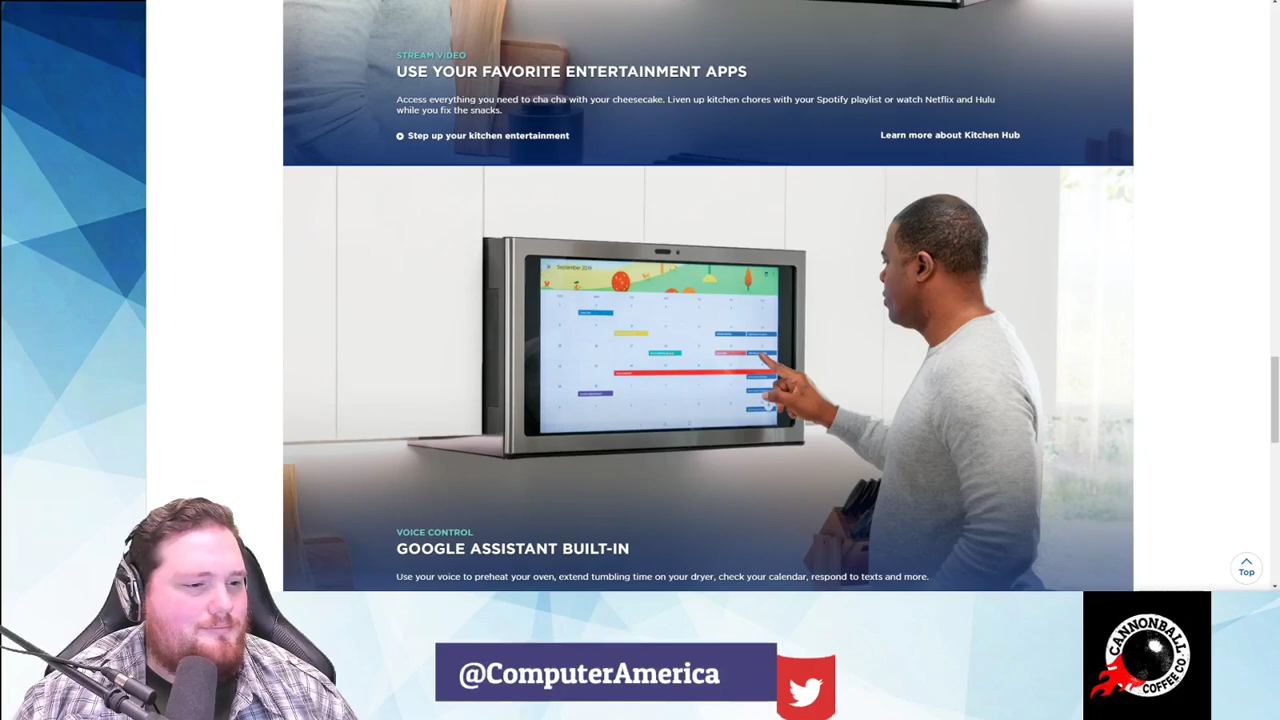 STREAM VIDEO
USE YOUR FAVORITE ENTERTAINMENT APPS
Access everything you need to cha cha with your cheesecake. Liven up kitchen chores with your Spotify playlist or watch Netflix and Hulu
while you fix the snacks.
Step up your kitchen entertainment
Learn more about Kitchen Hub
September 2019
VOICE CONTROL
GOOGLE ASSISTANT BUILT-IN
Use your voice to preheat your oven, extend tumbling time on your dryer, check your calendar, respond to texts and more.
Top
@ComputerAmerica
CANNONBALL
COFFEE CO.